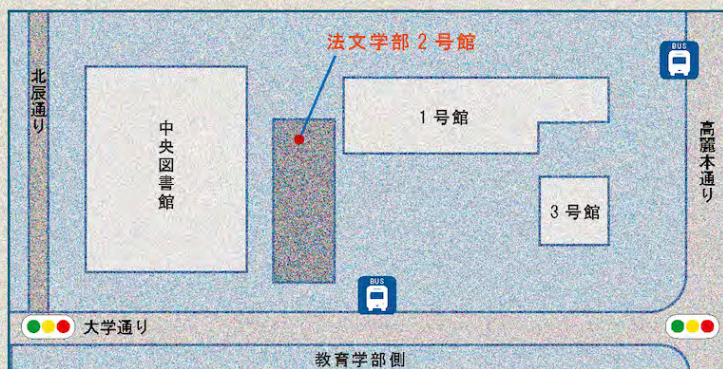 法文学部2号館
BUS
北辰通り
1号館
中央図書館
高麗本通り
3号館
BUS
大学通り
教育学部側